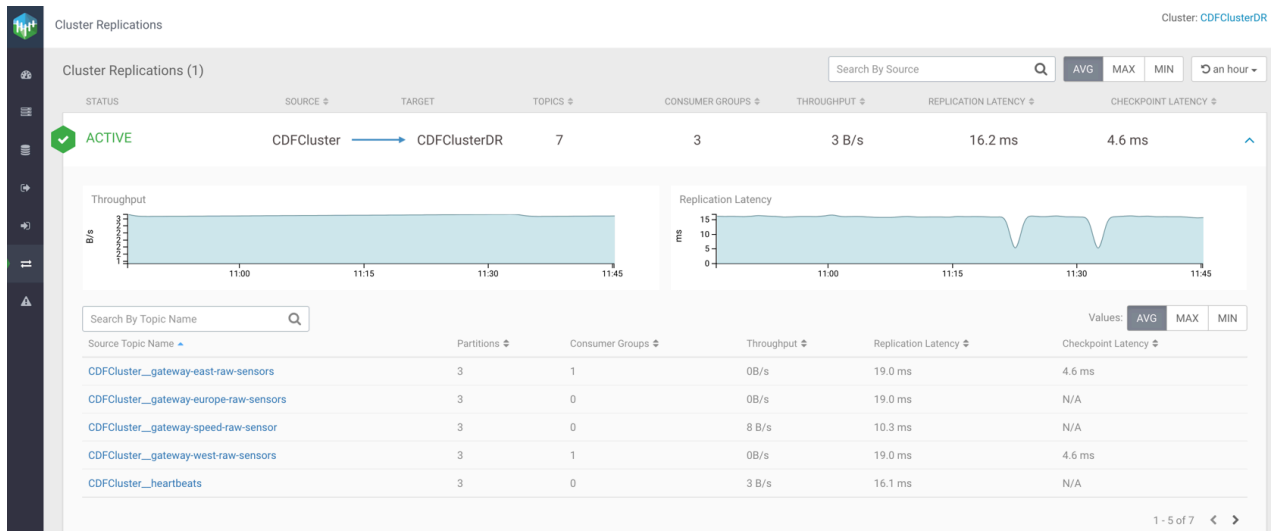 Cluster Replications
Cluster: CDFClusterDR
Cluster Replications (1)
Search By Source
AVG MAX MIN
an hour
STATUS SOURCE TARGET TOPICS CONSUMER GROUPS THROUGHPUT REPLICATION LATENCY CHECKPOINT LATENCY
ACTIVE CDFCluster CDFClusterDR 7 3 3 B/s 16.2 ms 4.6 ms
Throughput
B/s
3
2
2
2
2
1
11:00 11:15 11:30 11:45
Replication Latency
ms
15
10
5
0
11:00 11:15 11:30 11:45
Search By Topic Name
Values: AVG MAX MIN
Source Topic Name Partitions Consumer Groups Throughput Replication Latency Checkpoint Latency
CDFCluster__gateway-east-raw-sensors 3 1 0B/s 19.0 ms 4.6 ms
CDFCluster__gateway-europe-raw-sensors 3 0 0B/s 19.0 ms N/A
CDFCluster__gateway-speed-raw-sensor 3 0 8 B/s 10.3 ms N/A
CDFCluster__gateway-west-raw-sensors 3 1 0B/s 19.0 ms 4.6 ms
CDFCluster__heartbeats 3 0 3 B/s 16.1 ms N/A
1 - 5 of 7